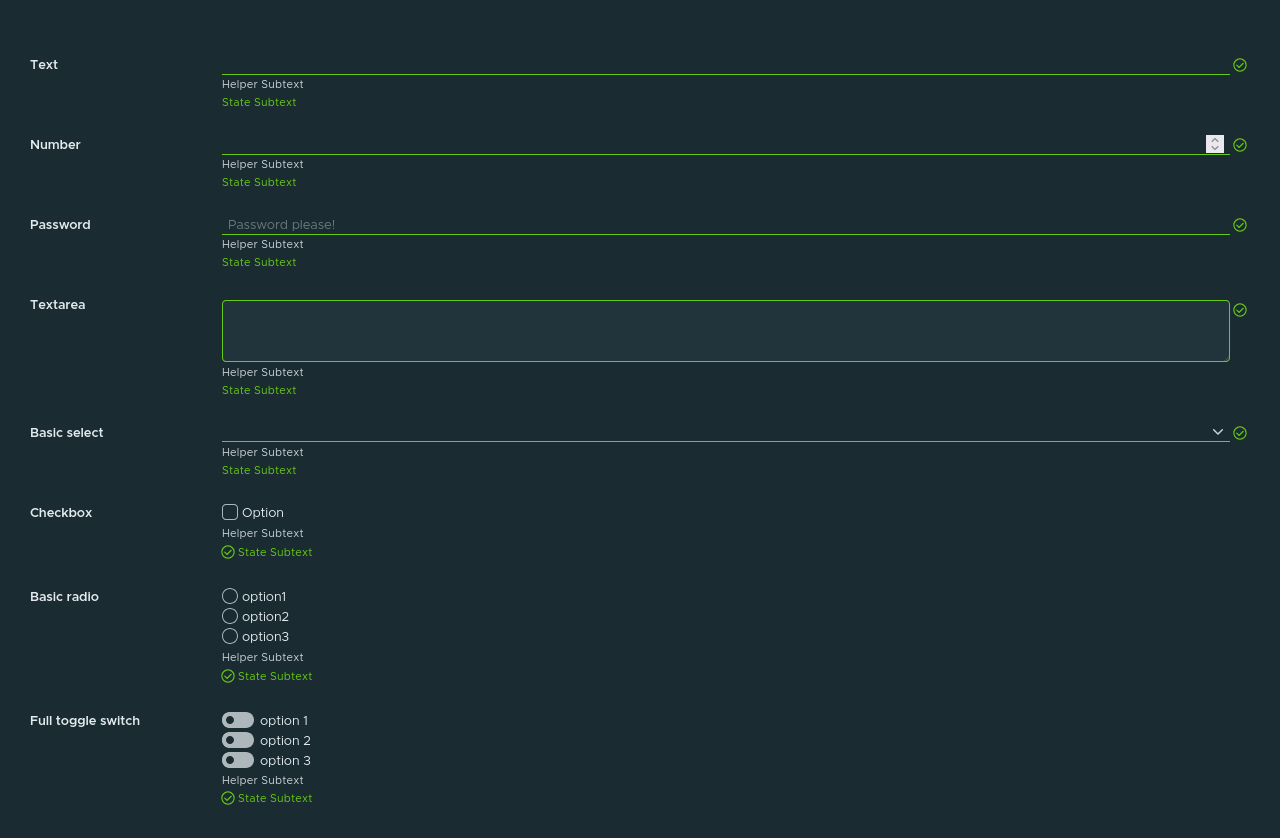 Text
Helper Subtext
State Subtext
Number
Helper Subtext
State Subtext
Password
Password please!
Helper Subtext
State Subtext
Textarea
Helper Subtext
State Subtext
Basic select
Helper Subtext
State Subtext
Checkbox
Option
Helper Subtext
State Subtext
Basic radio
option1
option2
option3
Helper Subtext
State Subtext
Full toggle switch
option 1
option 2
option 3
Helper Subtext
State Subtext